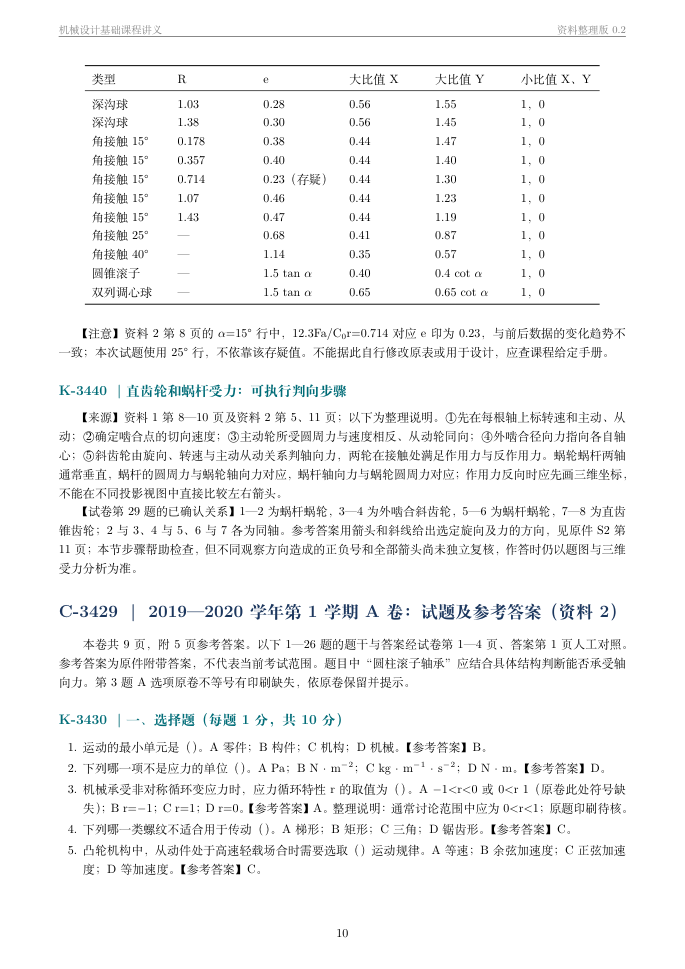 机械设计基础课程讲义 资料整理版 0.2
类型 R e 大比值 X 大比值 Y 小比值 X、Y
深沟球 1.03 0.28 0.56 1.55 1，0
深沟球 1.38 0.30 0.56 1.45 1，0
角接触 15° 0.178 0.38 0.44 1.47 1，0
角接触 15° 0.357 0.40 0.44 1.40 1，0
角接触 15° 0.714 0.23（存疑） 0.44 1.30 1，0
角接触 15° 1.07 0.46 0.44 1.23 1，0
角接触 15° 1.43 0.47 0.44 1.19 1，0
角接触 25° — 0.68 0.41 0.87 1，0
角接触 40° — 1.14 0.35 0.57 1，0
圆锥滚子 — 1.5 tan α 0.40 0.4 cot α 1，0
双列调心球 — 1.5 tan α 0.65 0.65 cot α 1，0
【注意】资料 2 第 8 页的 α=15° 行中，12.3Fa/C₀r=0.714 对应 e 印为 0.23，与前后数据的变化趋势不
一致；本次试题使用 25° 行，不依靠该存疑值。不能据此自行修改原表或用于设计，应查课程给定手册。
K-3440 | 直齿轮和蜗杆受力：可执行判向步骤
【来源】资料 1 第 8—10 页及资料 2 第 5、11 页；以下为整理说明。①先在每根轴上标转速和主动、从
动；②确定啮合点的切向速度；③主动轮所受圆周力与速度相反、从动轮同向；④外啮合径向力指向各自轴
心；⑤斜齿轮由旋向、转速与主动从动关系判轴向力，两轮在接触处满足作用力与反作用力。蜗轮蜗杆两轴
通常垂直，蜗杆的圆周力与蜗轮轴向力对应，蜗杆轴向力与蜗轮圆周力对应；作用力反向时应先画三维坐标，
不能在不同投影视图中直接比较左右箭头。
【试卷第 29 题的已确认关系】1—2 为蜗杆蜗轮，3—4 为外啮合斜齿轮，5—6 为蜗杆蜗轮，7—8 为直齿
锥齿轮；2 与 3、4 与 5、6 与 7 各为同轴。参考答案用箭头和斜线给出选定旋向及力的方向，见原件 S2 第
11 页；本节步骤帮助检查，但不同观察方向造成的正负号和全部箭头尚未独立复核，作答时仍以题图与三维
受力分析为准。
C-3429 | 2019—2020 学年第 1 学期 A 卷：试题及参考答案（资料 2）
本卷共 9 页，附 5 页参考答案。以下 1—26 题的题干与答案经试卷第 1—4 页、答案第 1 页人工对照。
参考答案为原件附带答案，不代表当前考试范围。题目中“圆柱滚子轴承”应结合具体结构判断能否承受轴
向力。第 3 题 A 选项原卷不等号有印刷缺失，依原卷保留并提示。
K-3430 | 一、选择题（每题 1 分，共 10 分）
1. 运动的最小单元是（）。A 零件；B 构件；C 机构；D 机械。【参考答案】B。
2. 下列哪一项不是应力的单位（）。A Pa；B N · m⁻²；C kg · m⁻¹ · s⁻²；D N · m。【参考答案】D。
3. 机械承受非对称循环变应力时，应力循环特性 r 的取值为（）。A −1<r<0 或 0<r 1（原卷此处符号缺
失）；B r=−1；C r=1；D r=0。【参考答案】A。整理说明：通常讨论范围中应为 0<r<1；原题印刷待核。
4. 下列哪一类螺纹不适合用于传动（）。A 梯形；B 矩形；C 三角；D 锯齿形。【参考答案】C。
5. 凸轮机构中，从动件处于高速轻载场合时需要选取（）运动规律。A 等速；B 余弦加速度；C 正弦加速
度；D 等加速度。【参考答案】C。
10